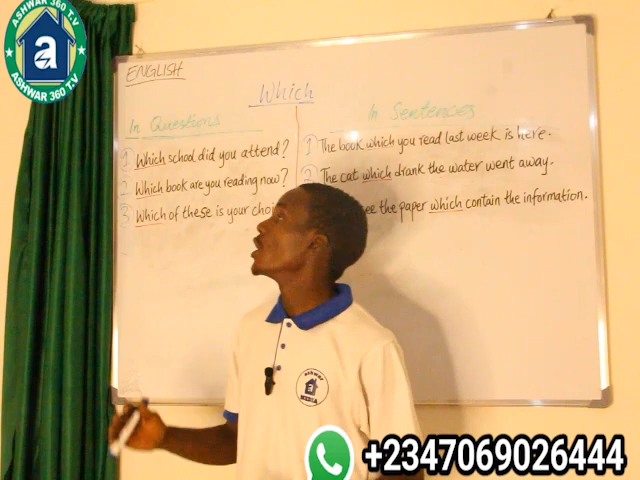 ASHWAR 360 T.V
a
ASHWAR 360 T.V
ENGLISH
Which
In Questions
1 Which school did you attend?
2 Which book are you reading now?
3 Which of these is your
In Sentences
1 The book which you read last week is here.
2 The cat which drank the water went away.
the paper which contain the information.
ashwar
a
MEDIA
+2347069026444